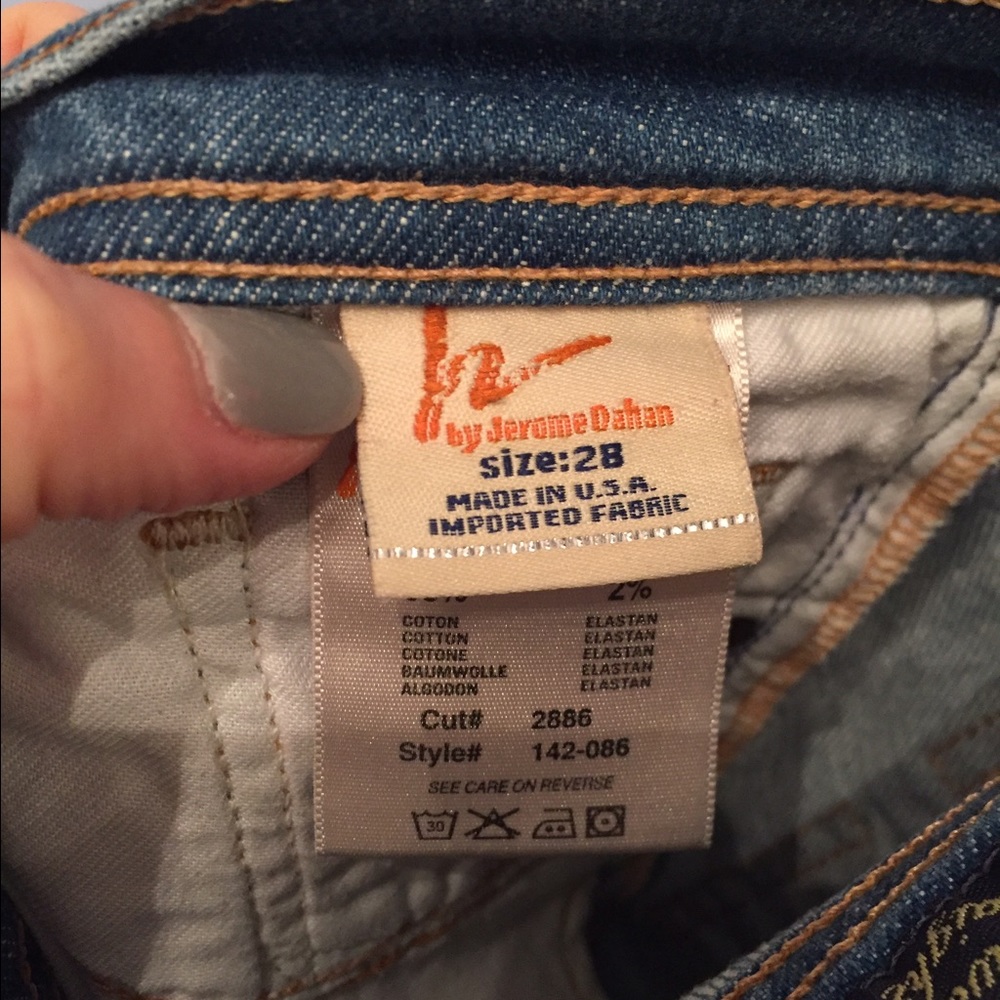 by Jerome Dahan
size:28
MADE IN U.S.A.
IMPORTED FABRIC
2%
COTON ELASTAN
COTTON ELASTAN
COTONE ELASTAN
BAUMWOLLE ELASTAN
ALGODON ELASTAN
Cut# 2886
Style# 142-086
SEE CARE ON REVERSE
30